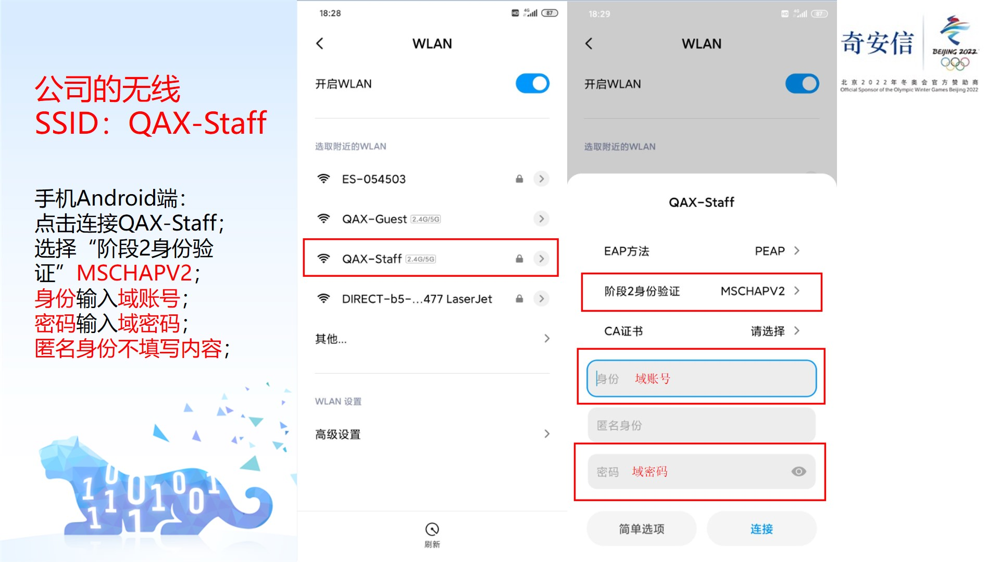 公司的无线
SSID：QAX-Staff
手机Android端：
点击连接QAX-Staff；
选择“阶段2身份验
证”MSCHAPV2；
身份输入域账号；
密码输入域密码；
匿名身份不填写内容；
1 0 1 0 1 0 0 1
1 1 1
18:28
HD 4G 87
WLAN
开启WLAN
选取附近的WLAN
ES-054503
QAX-Guest 2.4G/5G
QAX-Staff 2.4G/5G
DIRECT-b5-...477 LaserJet
其他...
WLAN 设置
高级设置
刷新
18:29
HD 4G 87
WLAN
开启WLAN
选取附近的WLAN
QAX-Staff
EAP方法 PEAP
阶段2身份验证 MSCHAPV2
CA证书 请选择
身份 域账号
匿名身份
密码 域密码
简单选项 连接
奇安信
BEIJING 2022
北京2022年冬奥会官方赞助商
Official Sponsor of the Olympic Winter Games Beijing 2022